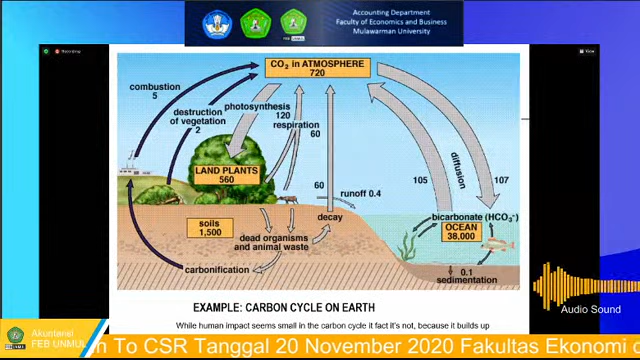 Accounting Department
Faculty of Economics and Business
Mulawarman University
Recording
View
CO₂ in ATMOSPHERE
720
combustion
5
destruction
of vegetation
2
photosynthesis
120
respiration
60
LAND PLANTS
560
60
runoff 0.4
105
diffusion
107
bicarbonate (HCO₃⁻)
OCEAN
38,000
soils
1,500
decay
dead organisms
and animal waste
carbonification
0.1
sedimentation
EXAMPLE: CARBON CYCLE ON EARTH
While human impact seems small in the carbon cycle it fact it's not, because it builds up
Audio Sound
Akuntansi
FEB UNMUL
To CSR Tanggal 20 November 2020 Fakultas Ekonomi